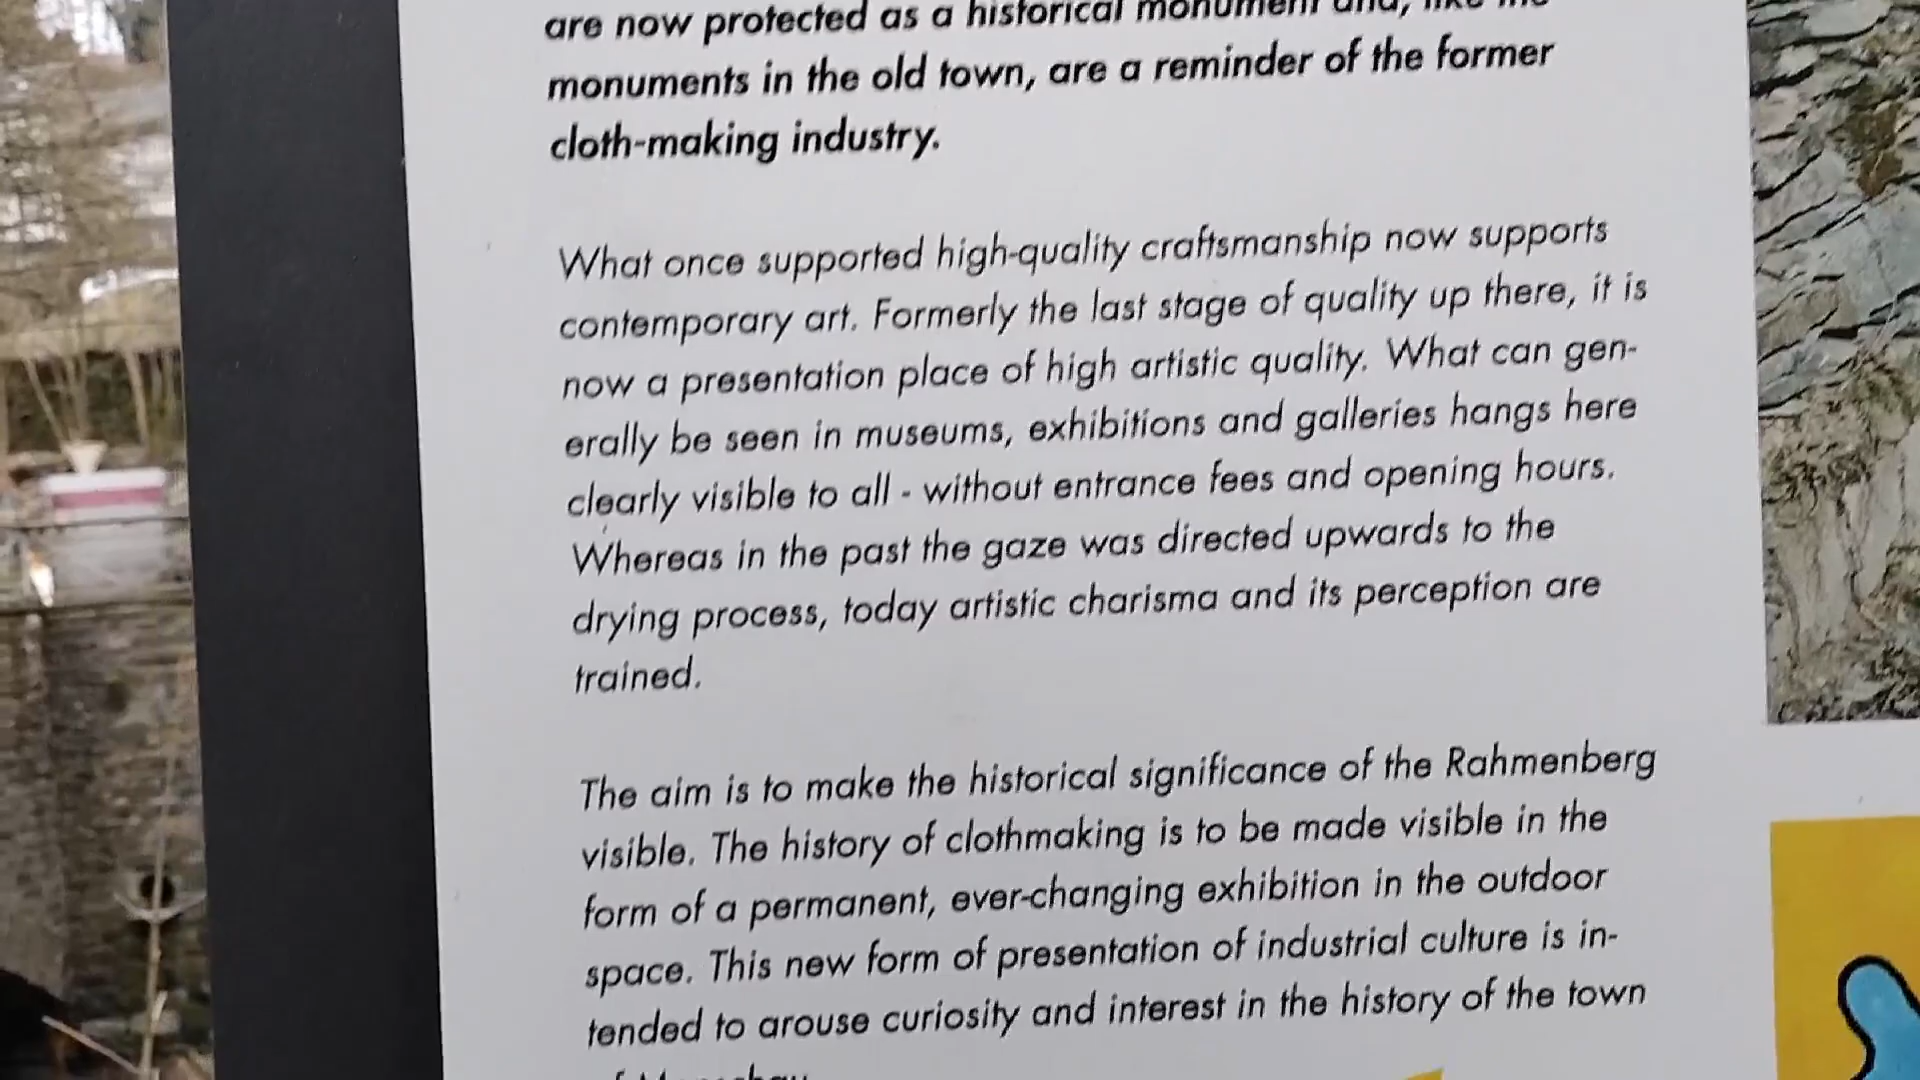 are now protected as a historical monument and, like the
monuments in the old town, are a reminder of the former
cloth-making industry.
What once supported high-quality craftsmanship now supports
contemporary art. Formerly the last stage of quality up there, it is
now a presentation place of high artistic quality. What can gen-
erally be seen in museums, exhibitions and galleries hangs here
clearly visible to all - without entrance fees and opening hours.
Whereas in the past the gaze was directed upwards to the
drying process, today artistic charisma and its perception are
trained.
The aim is to make the historical significance of the Rahmenberg
visible. The history of clothmaking is to be made visible in the
form of a permanent, ever-changing exhibition in the outdoor
space. This new form of presentation of industrial culture is in-
tended to arouse curiosity and interest in the history of the town